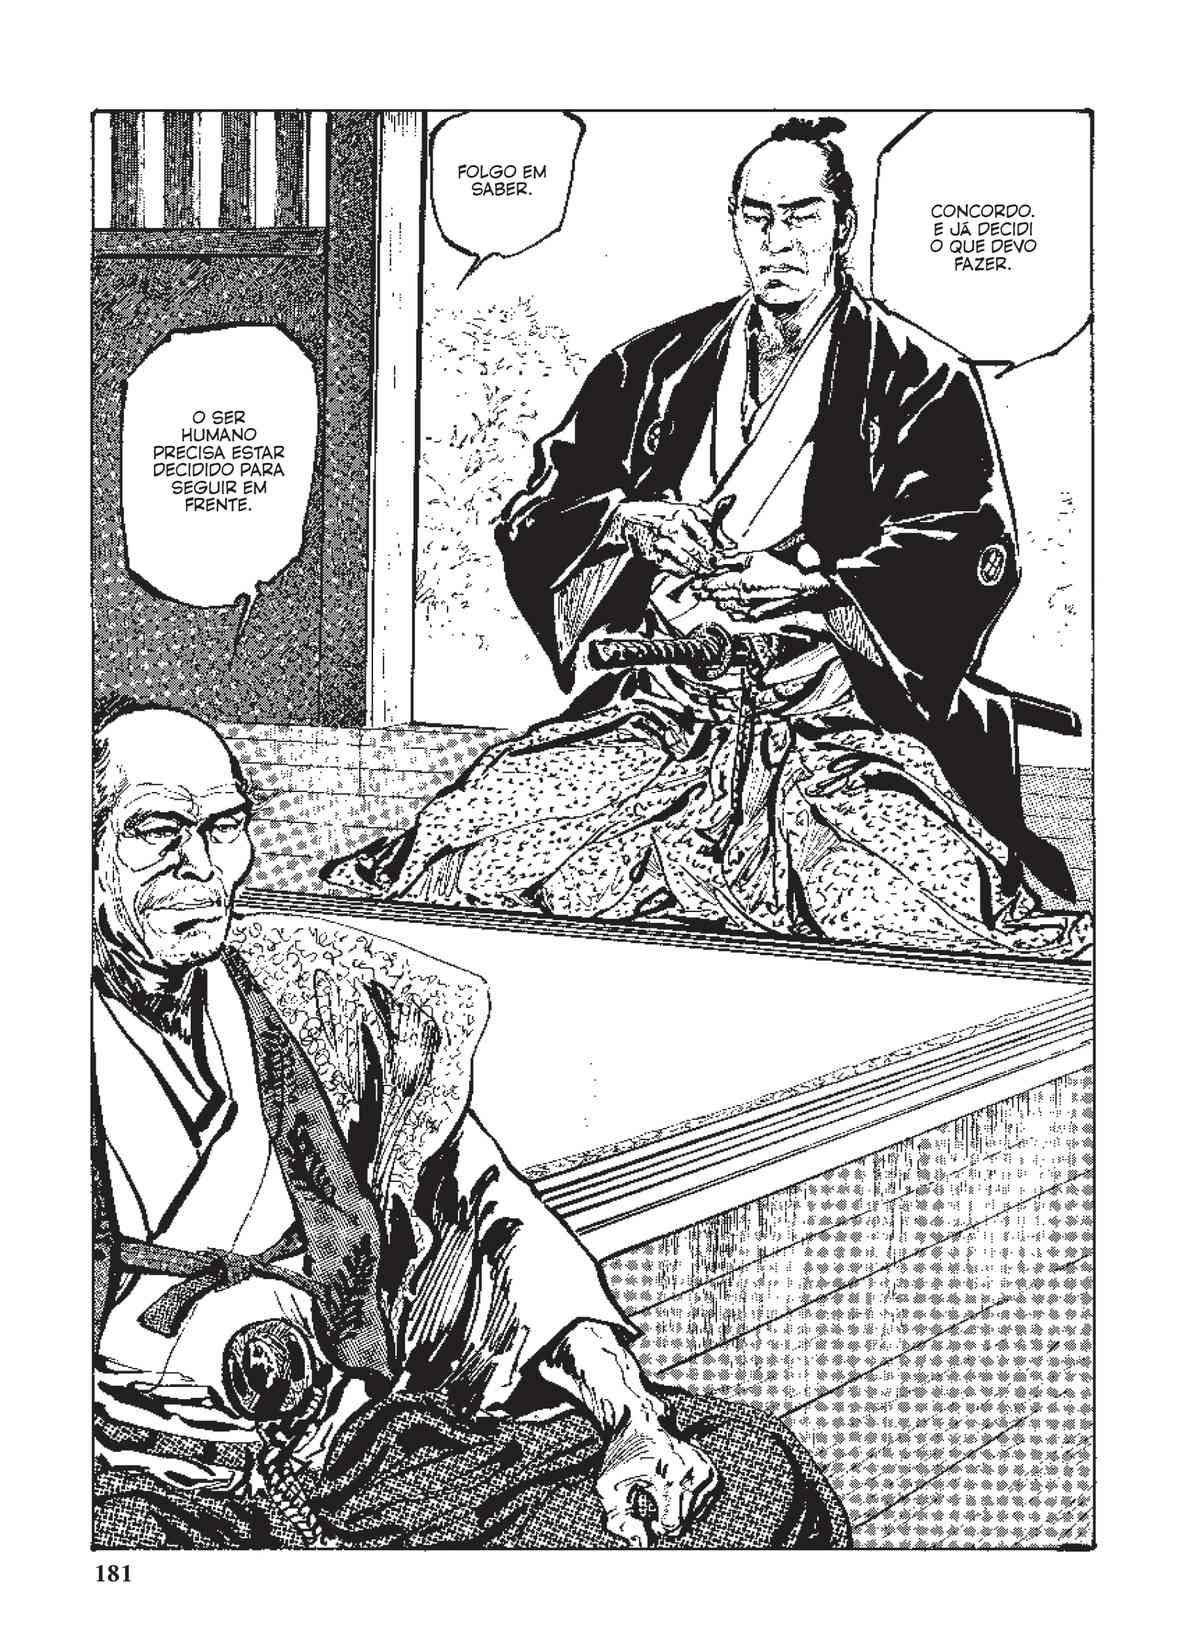 CONCORDO.
E JÁ DECIDI
O QUE DEVO
FAZER.
FOLGO EM
SABER.
O SER
HUMANO
PRECISA ESTAR
DECIDIDO PARA
SEGUIR EM
FRENTE.
181